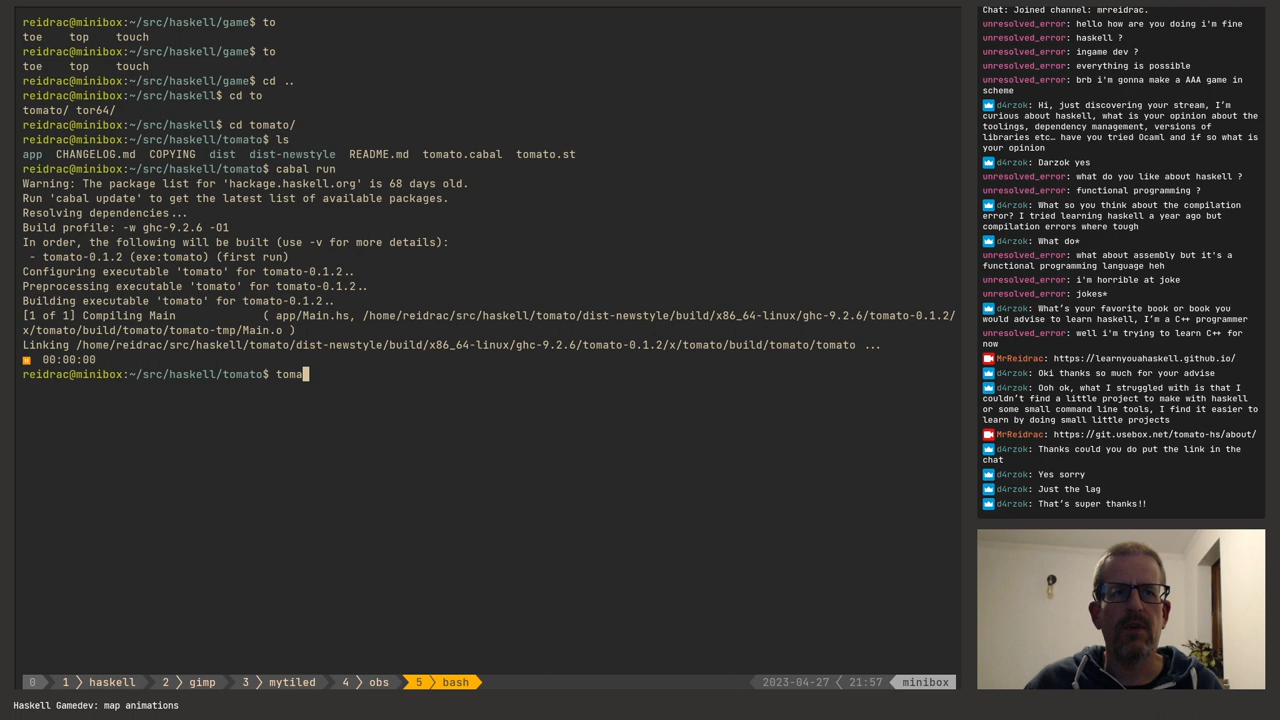 reidrac@minibox:~/src/haskell/game$ to
toe    top    touch
reidrac@minibox:~/src/haskell/game$ to
toe    top    touch
reidrac@minibox:~/src/haskell/game$ cd ..
reidrac@minibox:~/src/haskell$ cd to
tomato/ tor64/
reidrac@minibox:~/src/haskell$ cd tomato/
reidrac@minibox:~/src/haskell/tomato$ ls
app  CHANGELOG.md  COPYING  dist  dist-newstyle  README.md  tomato.cabal  tomato.st
reidrac@minibox:~/src/haskell/tomato$ cabal run
Warning: The package list for 'hackage.haskell.org' is 68 days old.
Run 'cabal update' to get the latest list of available packages.
Resolving dependencies...
Build profile: -w ghc-9.2.6 -O1
In order, the following will be built (use -v for more details):
 - tomato-0.1.2 (exe:tomato) (first run)
Configuring executable 'tomato' for tomato-0.1.2..
Preprocessing executable 'tomato' for tomato-0.1.2..
Building executable 'tomato' for tomato-0.1.2..
[1 of 1] Compiling Main             ( app/Main.hs, /home/reidrac/src/haskell/tomato/dist-newstyle/build/x86_64-linux/ghc-9.2.6/tomato-0.1.2/
x/tomato/build/tomato/tomato-tmp/Main.o )
Linking /home/reidrac/src/haskell/tomato/dist-newstyle/build/x86_64-linux/ghc-9.2.6/tomato-0.1.2/x/tomato/build/tomato/tomato ...
00:00:00
reidrac@minibox:~/src/haskell/tomato$ toma
0 1 haskell 2 gimp 3 mytiled 4 obs 5 bash 2023-04-27 21:57 minibox
Haskell Gamedev: map animations
Chat: Joined channel: mrreidrac.
unresolved_error: hello how are you doing i'm fine
unresolved_error: haskell ?
unresolved_error: ingame dev ?
unresolved_error: everything is possible
unresolved_error: brb i'm gonna make a AAA game in
scheme
d4rzok: Hi, just discovering your stream, I'm
curious about haskell, what is your opinion about the
toolings, dependency management, versions of
libraries etc… have you tried Ocaml and if so what is
your opinion
d4rzok: Darzok yes
unresolved_error: what do you like about haskell ?
unresolved_error: functional programming ?
d4rzok: What so you think about the compilation
error? I tried learning haskell a year ago but
compilation errors where tough
d4rzok: What do*
unresolved_error: what about assembly but it's a
functional programming language heh
unresolved_error: i'm horrible at joke
unresolved_error: jokes*
d4rzok: What's your favorite book or book you
would advise to learn haskell, I'm a C++ programmer
unresolved_error: well i'm trying to learn C++ for
now
MrReidrac: https://learnyouahaskell.github.io/
d4rzok: Oki thanks so much for your advise
d4rzok: Ooh ok, what I struggled with is that I
couldn't find a little project to make with haskell
or some small command line tools, I find it easier to
learn by doing small little projects
MrReidrac: https://git.usebox.net/tomato-hs/about/
d4rzok: Thanks could you do put the link in the
chat
d4rzok: Yes sorry
d4rzok: Just the lag
d4rzok: That's super thanks!!